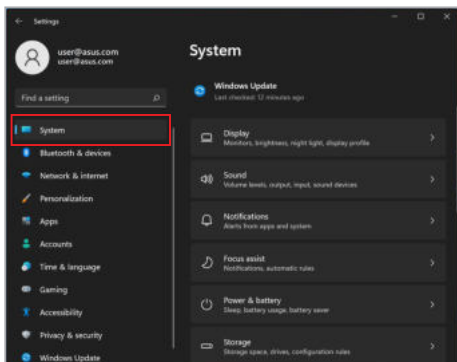 Settings
user@asus.com
user@asus.com
Find a setting
System
Bluetooth & devices
Network & internet
Personalization
Apps
Accounts
Time & language
Gaming
Accessibility
Privacy & security
Windows Update
System
Windows Update
Last checked: 12 minutes ago
Display
Monitors, brightness, night light, display profile
Sound
Volume levels, output, input, sound devices
Notifications
Alerts from apps and system
Focus assist
Notifications, automatic rules
Power & battery
Sleep, battery usage, battery saver
Storage
Storage space, drives, configuration rules